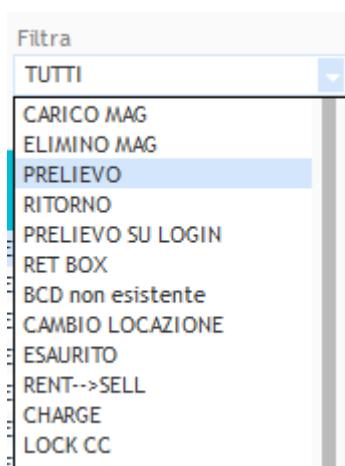 Filtra
TUTTI
CARICO MAG
ELIMINO MAG
PRELIEVO
RITORNO
PRELIEVO SU LOGIN
RET BOX
BCD non esistente
CAMBIO LOCAZIONE
ESAURITO
RENT-->SELL
CHARGE
LOCK CC